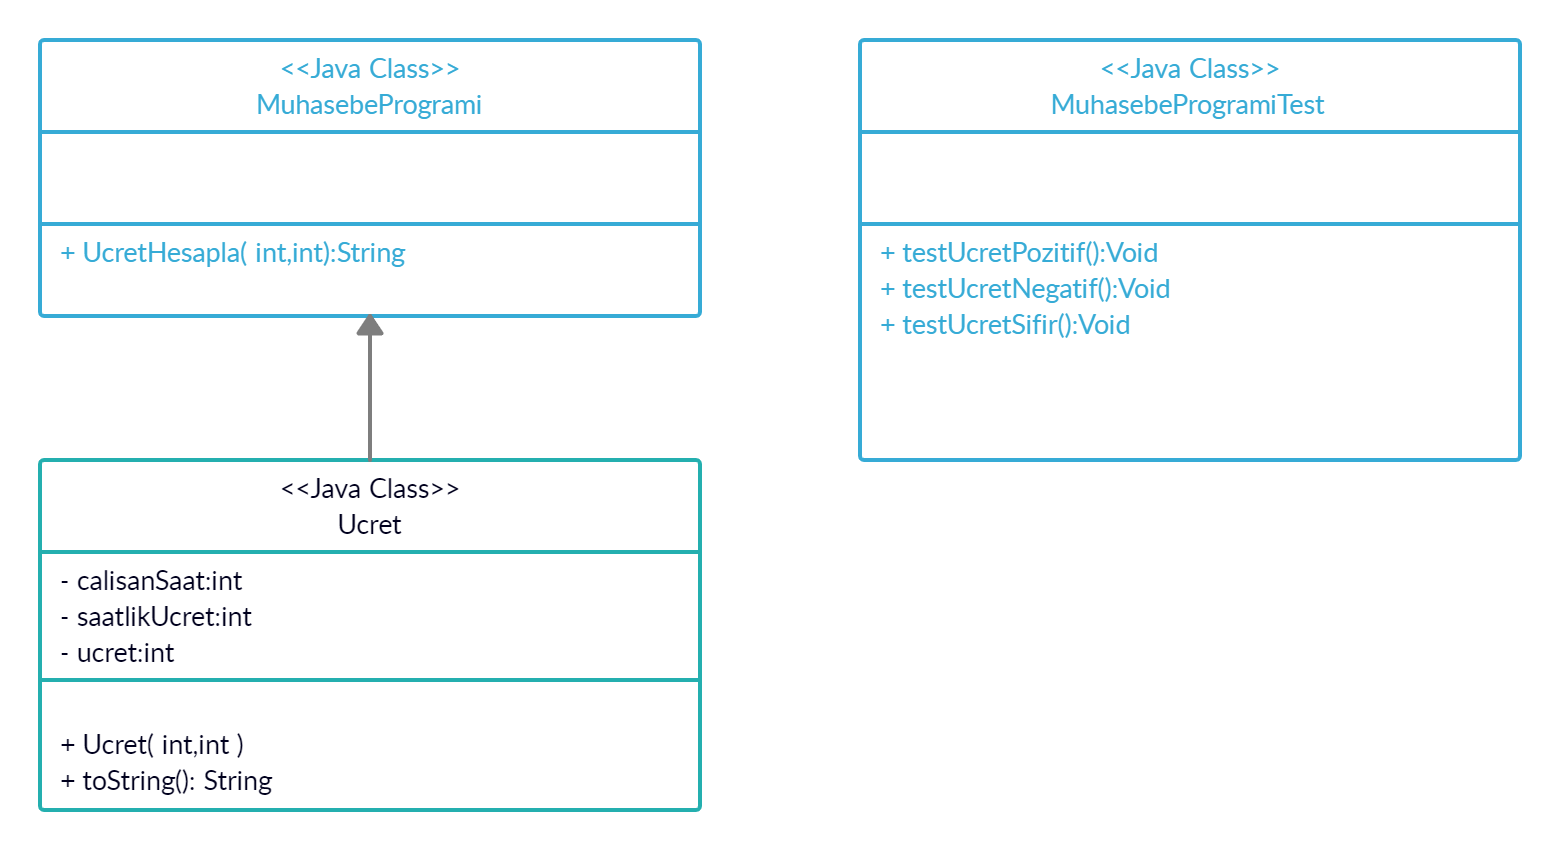 <<Java Class>>
MuhasebeProgrami
+ UcretHesapla( int,int):String
<<Java Class>>
MuhasebeProgramiTest
+ testUcretPozitif():Void
+ testUcretNegatif():Void
+ testUcretSifir():Void
<<Java Class>>
Ucret
- calisanSaat:int
- saatlikUcret:int
- ucret:int
+ Ucret( int,int )
+ toString(): String